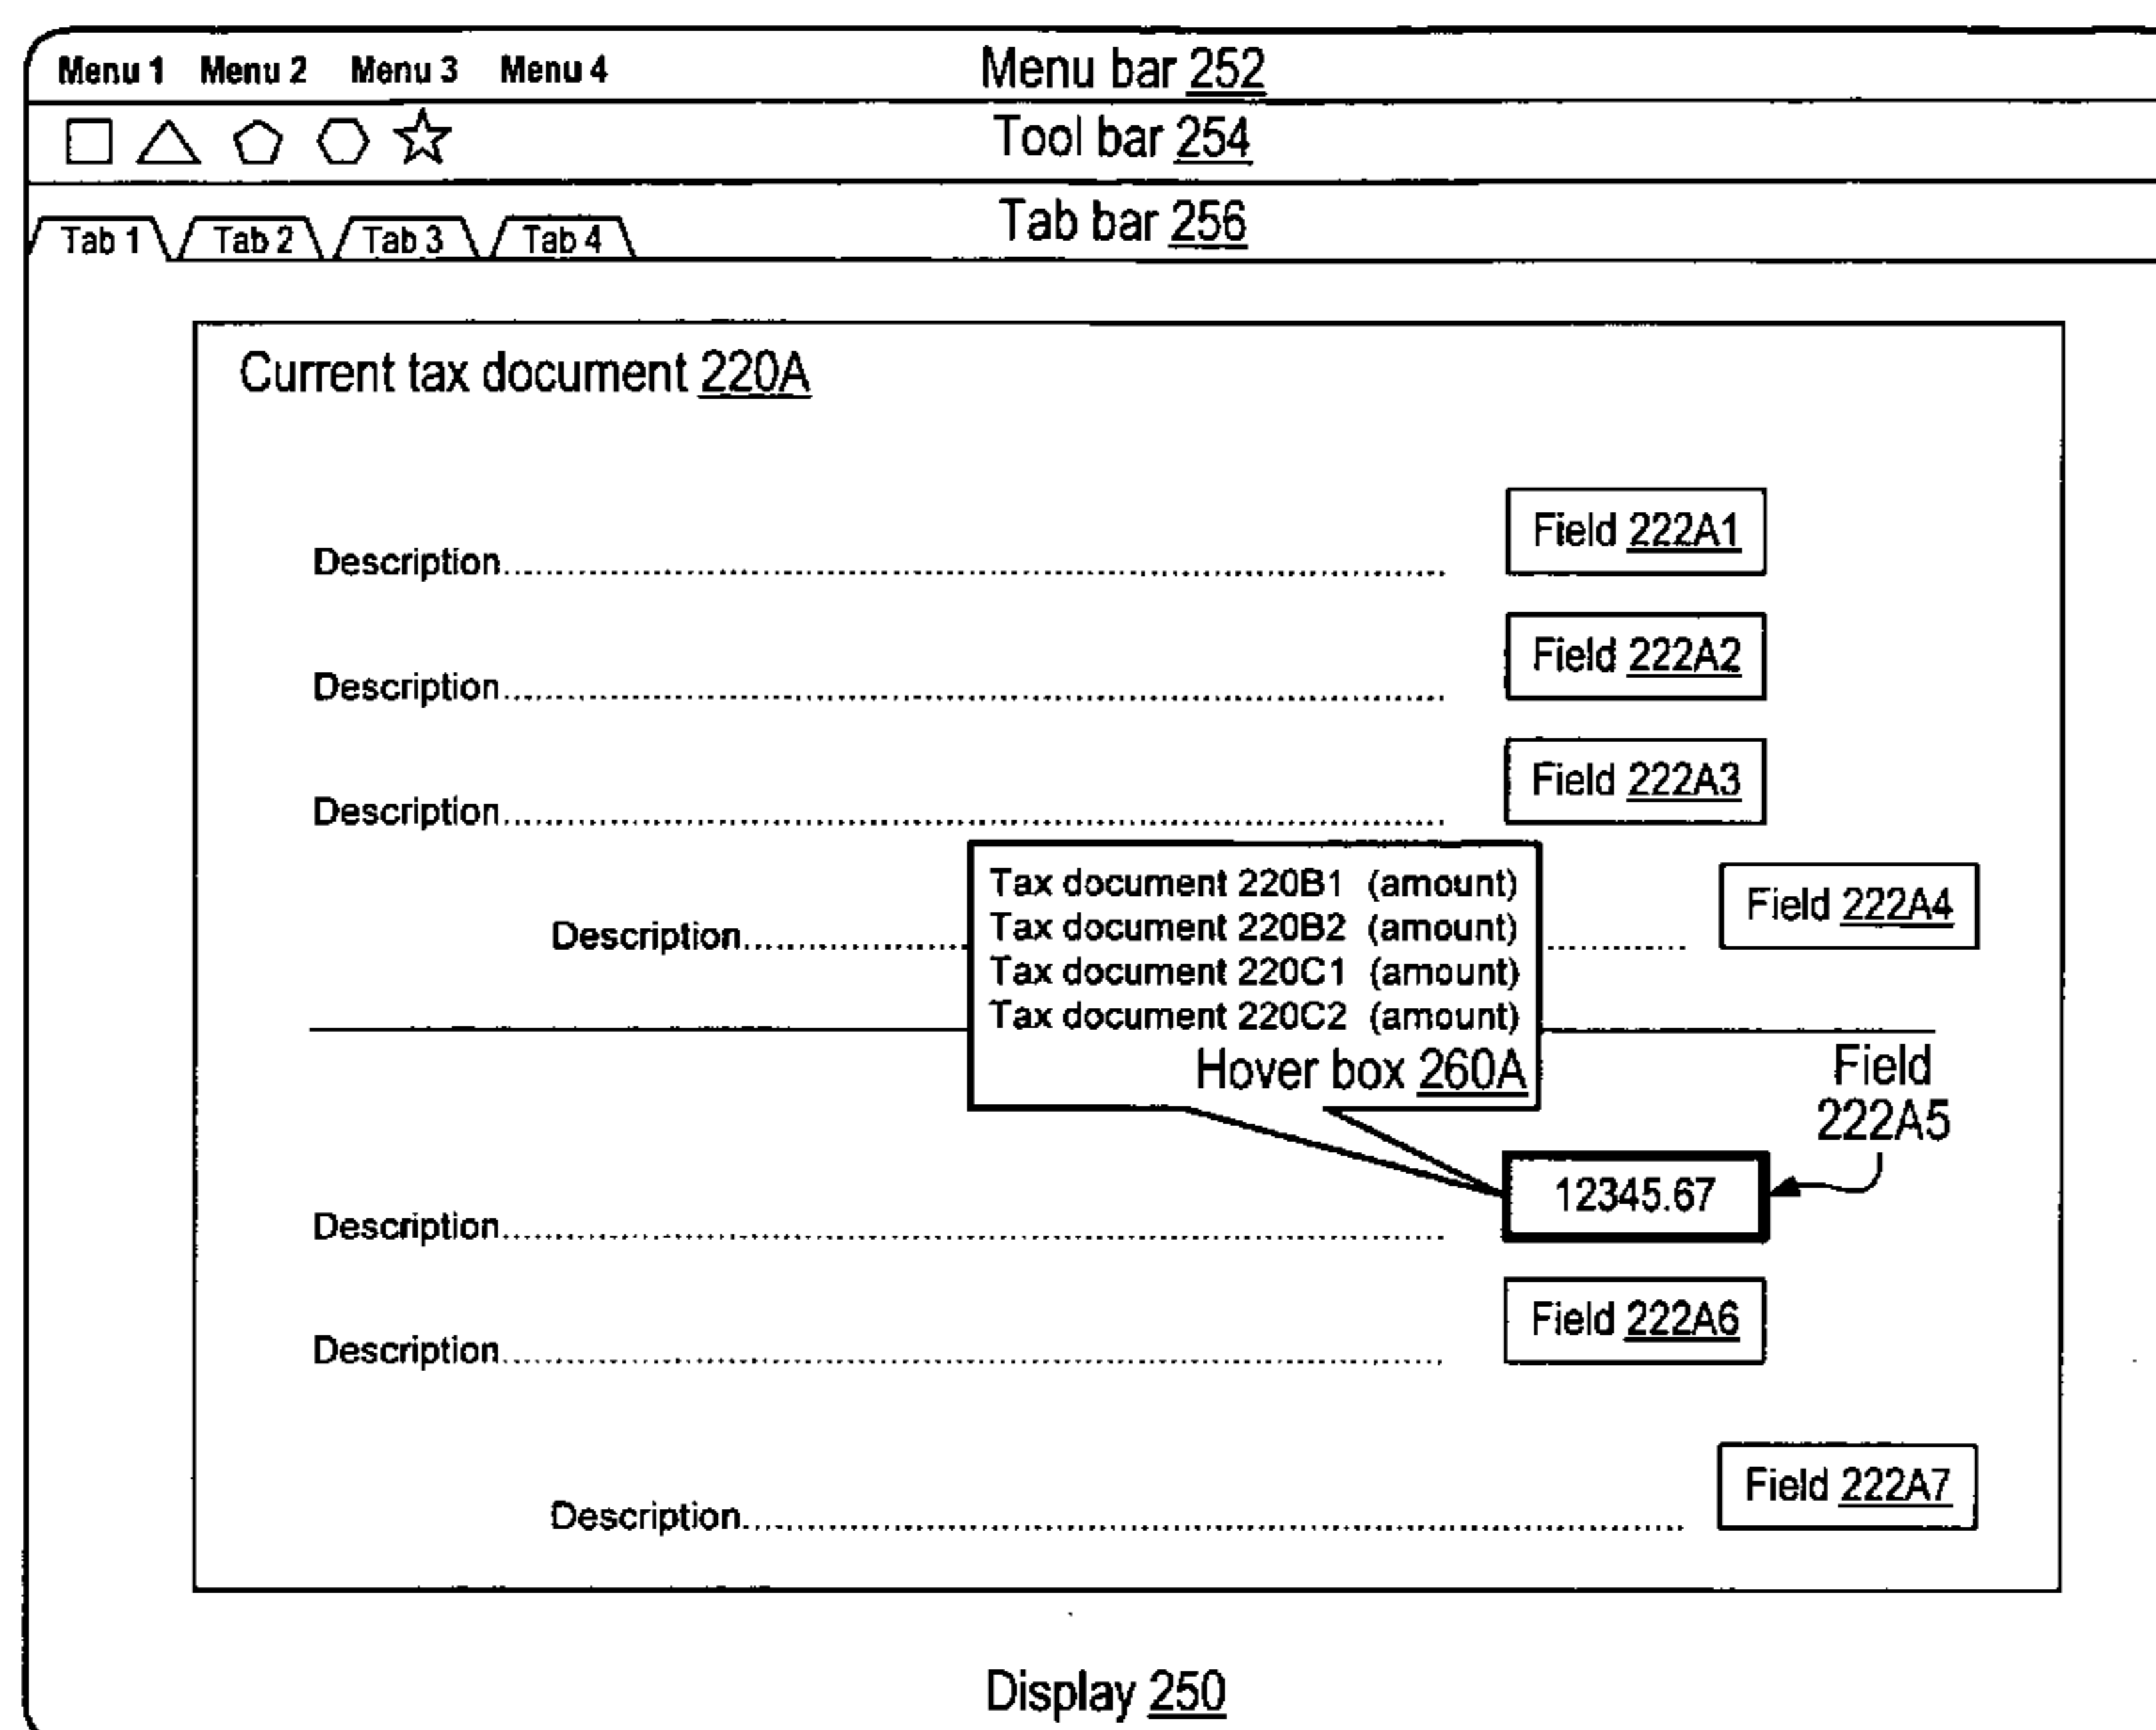 Menu 1 Menu 2 Menu 3 Menu 4 Menu bar 252
Tool bar 254
Tab bar 256
Tab 1 Tab 2 Tab 3 Tab 4
Current tax document 220A
Field 222A1
Description
Field 222A2
Description
Field 222A3
Description
Tax document 220B1 (amount)
Tax document 220B2 (amount)
Tax document 220C1 (amount)
Tax document 220C2 (amount)
Hover box 260A
Field 222A4
Description
Field
222A5
12345.67
Description
Field 222A6
Description
Field 222A7
Description
Display 250